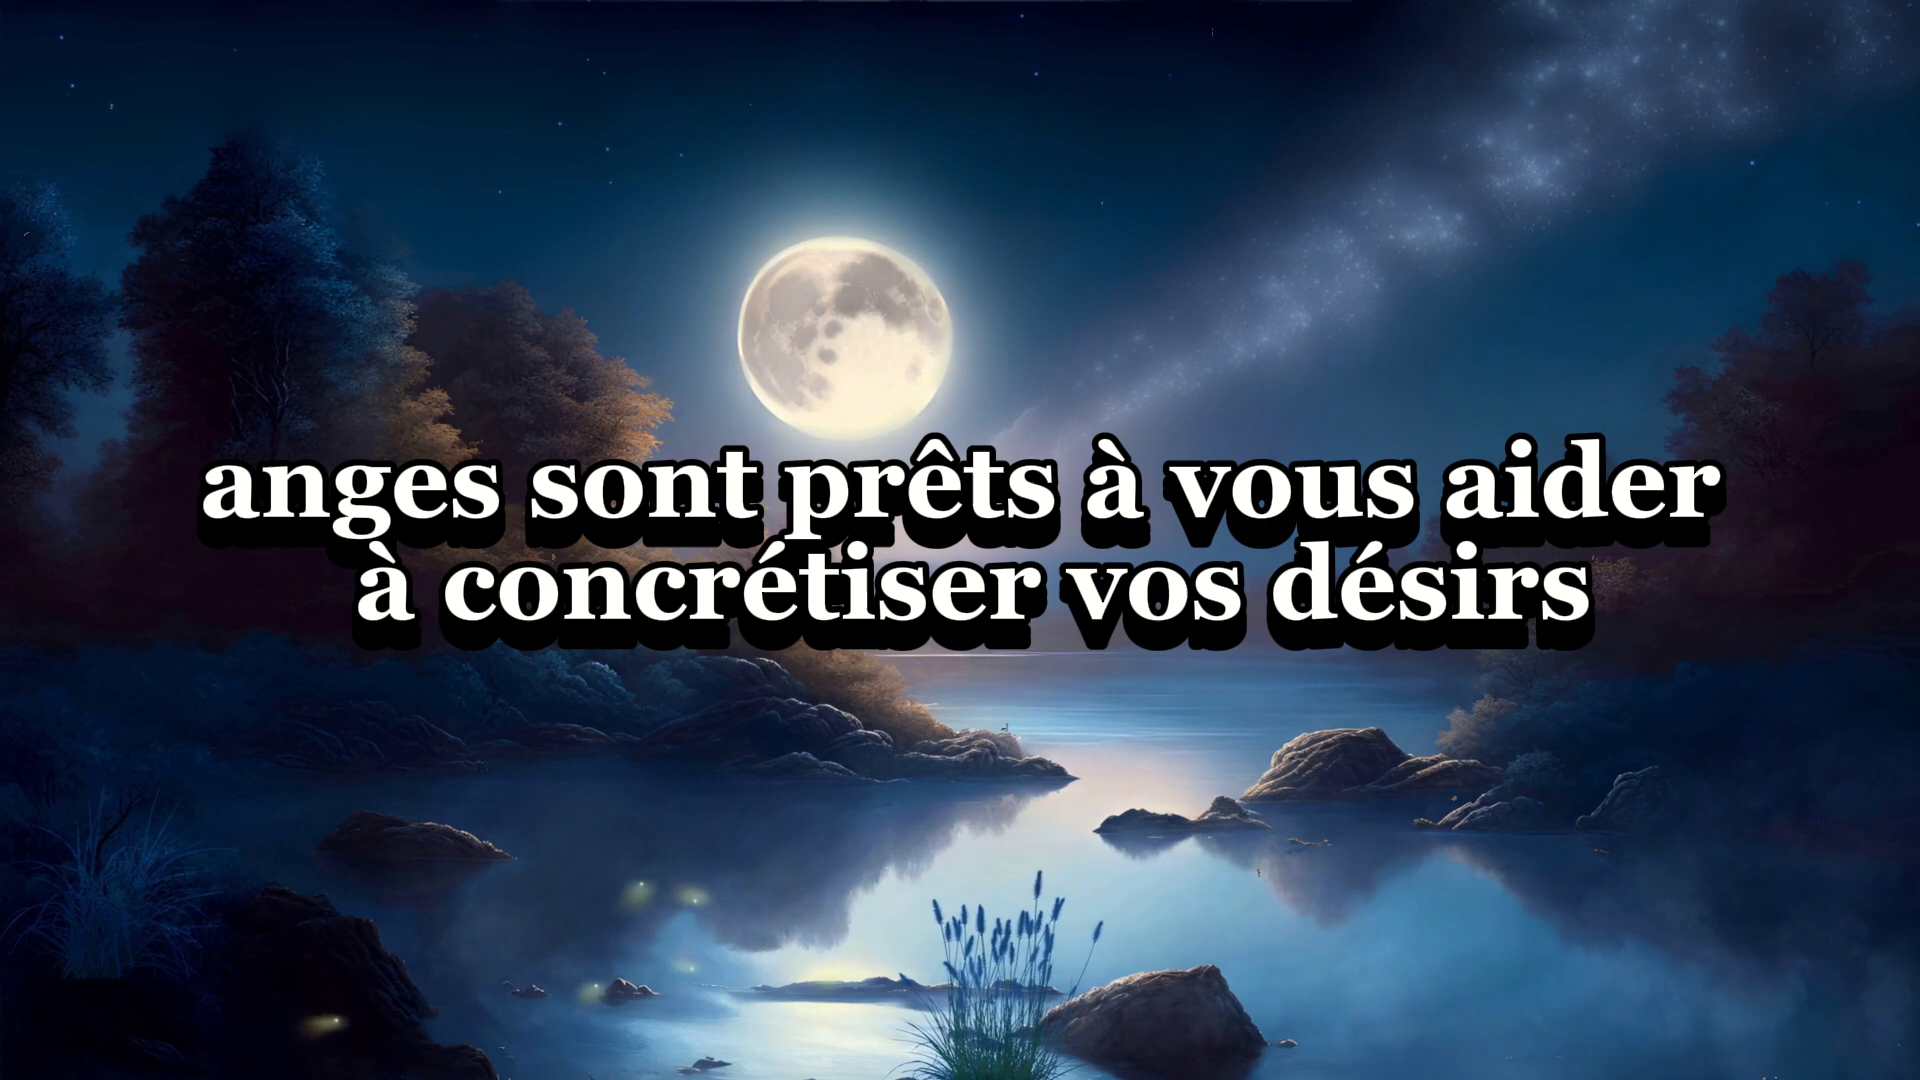 anges sont prêts à vous aider
à concrétiser vos désirs